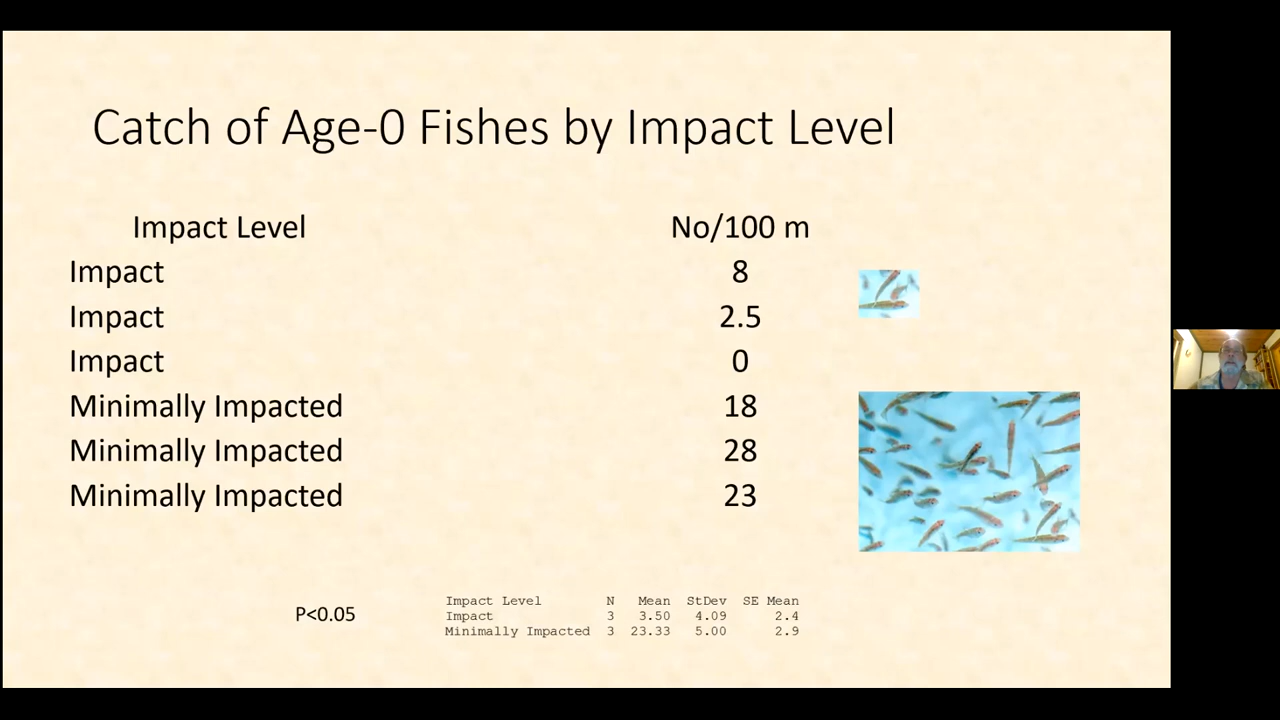 Catch of Age-0 Fishes by Impact Level
Impact Level No/100 m
Impact 8
Impact 2.5
Impact 0
Minimally Impacted 18
Minimally Impacted 28
Minimally Impacted 23
P<0.05
Impact Level N Mean StDev SE Mean
Impact 3 3.50 4.09 2.4
Minimally Impacted 3 23.33 5.00 2.9